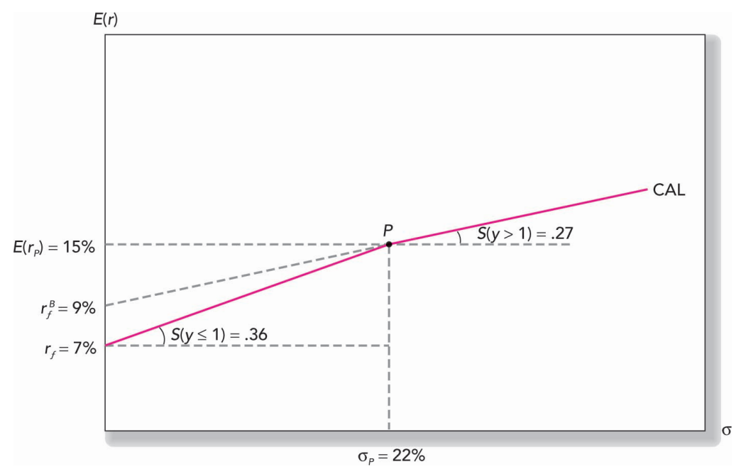 E(r)
CAL
P
S(y > 1) = .27
E(r_P) = 15%
r_f^B = 9%
S(y ≤ 1) = .36
r_f = 7%
σ
σ_P = 22%